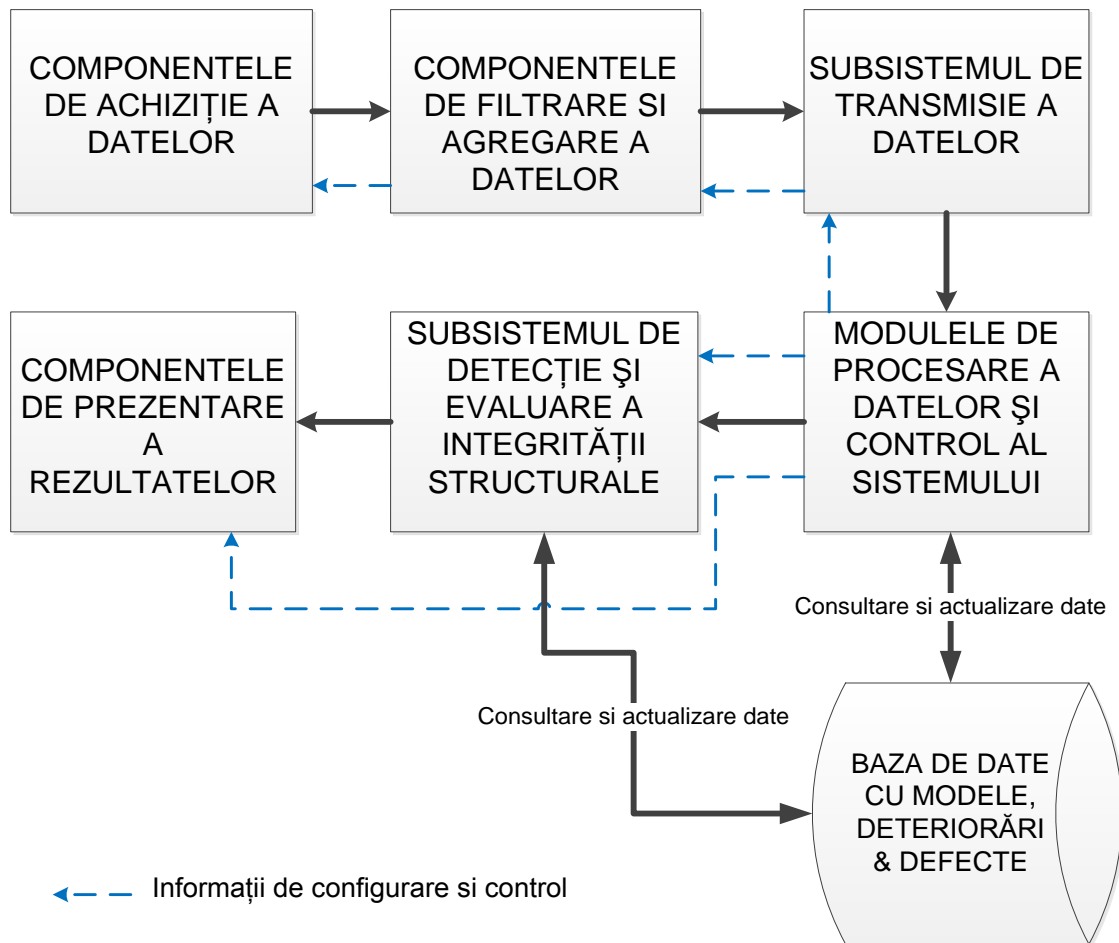 COMPONENTELE
DE ACHIZIȚIE A
DATELOR
COMPONENTELE
DE FILTRARE SI
AGREGARE A
DATELOR
SUBSISTEMUL DE
TRANSMISIE A
DATELOR
COMPONENTELE
DE PREZENTARE
A
REZULTATELOR
SUBSISTEMUL DE
DETECȚIE ŞI
EVALUARE A
INTEGRITĂȚII
STRUCTURALE
MODULELE DE
PROCESARE A
DATELOR ŞI
CONTROL AL
SISTEMULUI
Consultare si actualizare date
Consultare si actualizare date
BAZA DE DATE
CU MODELE,
DETERIORĂRI
& DEFECTE
Informații de configurare si control